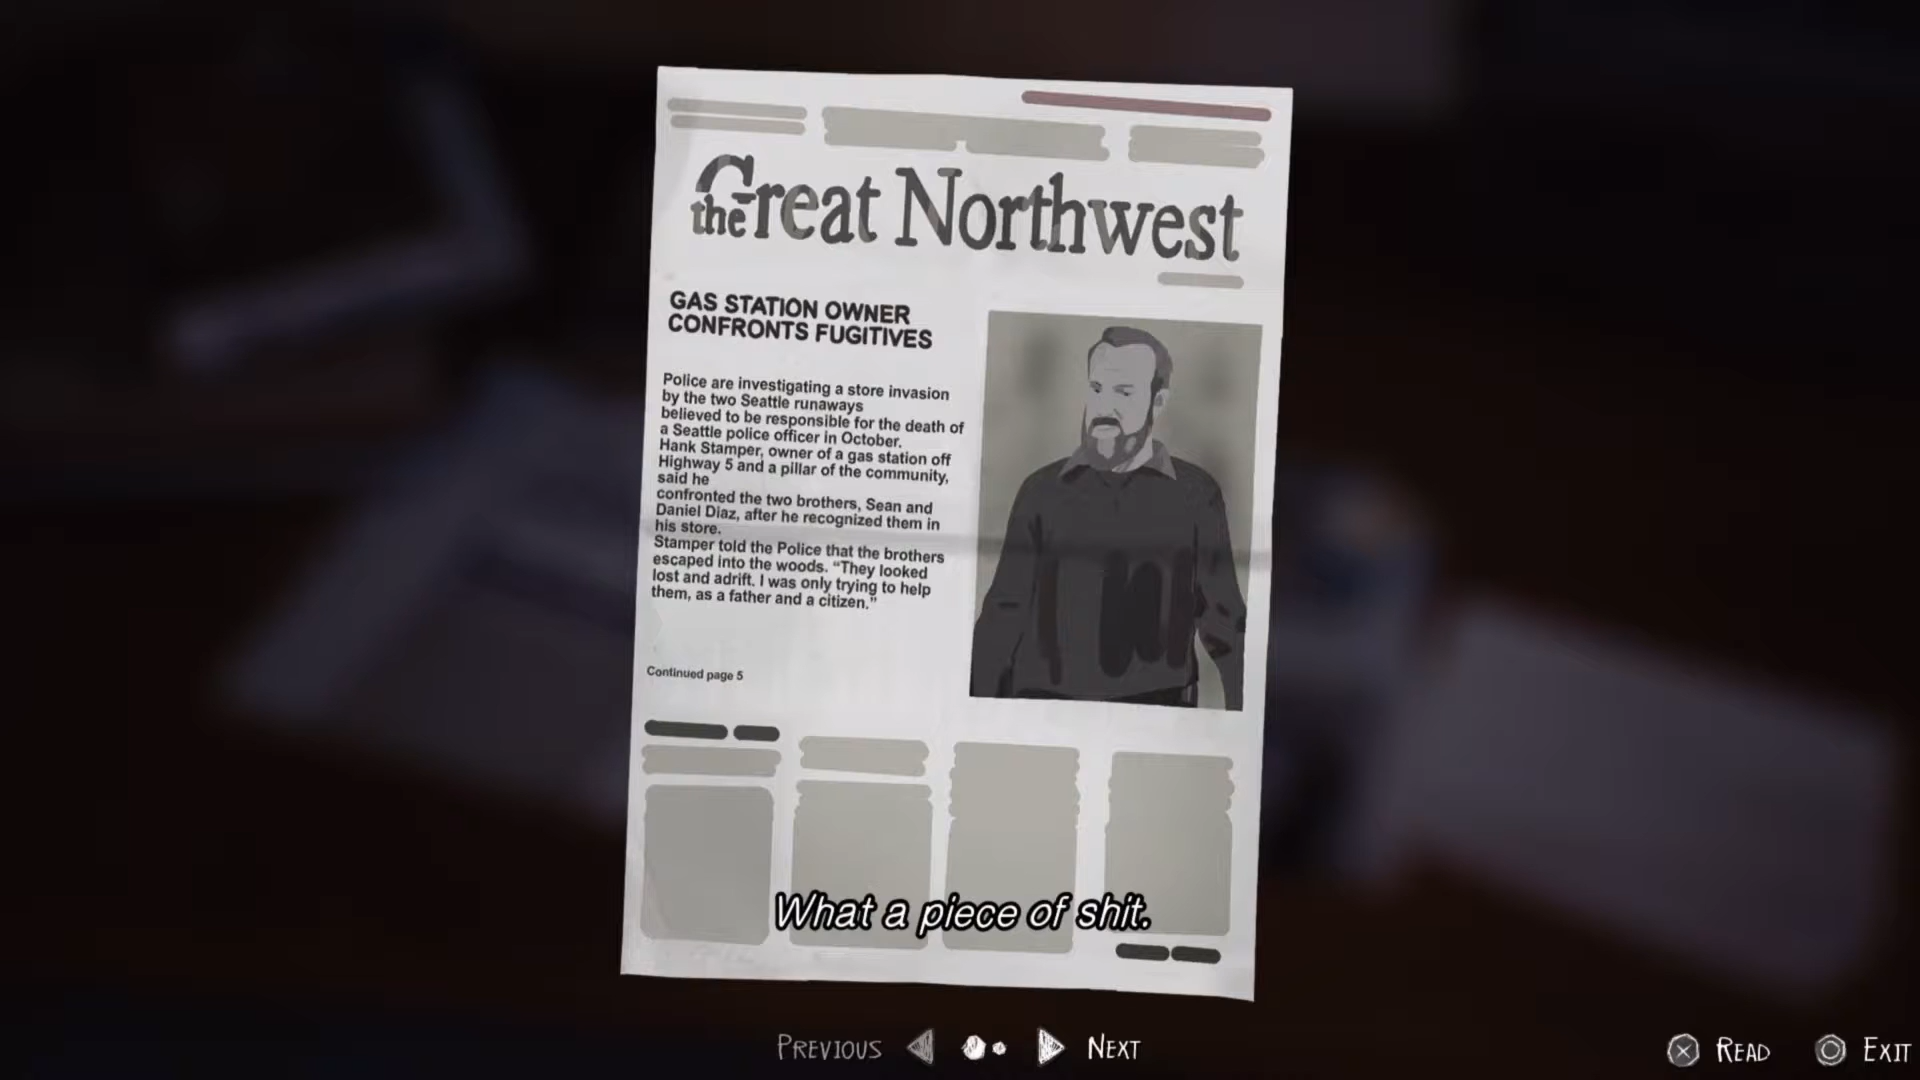 the Great Northwest
GAS STATION OWNER
CONFRONTS FUGITIVES
Police are investigating a store invasion
by the two Seattle runaways
believed to be responsible for the death of
a Seattle police officer in October.
Hank Stamper, owner of a gas station off
Highway 5 and a pillar of the community,
said he
confronted the two brothers, Sean and
Daniel Diaz, after he recognized them in
his store.
Stamper told the Police that the brothers
escaped into the woods. “They looked
lost and adrift. I was only trying to help
them, as a father and a citizen.”
Continued page 5
What a piece of shit.
PREVIOUS
NEXT
READ
EXIT